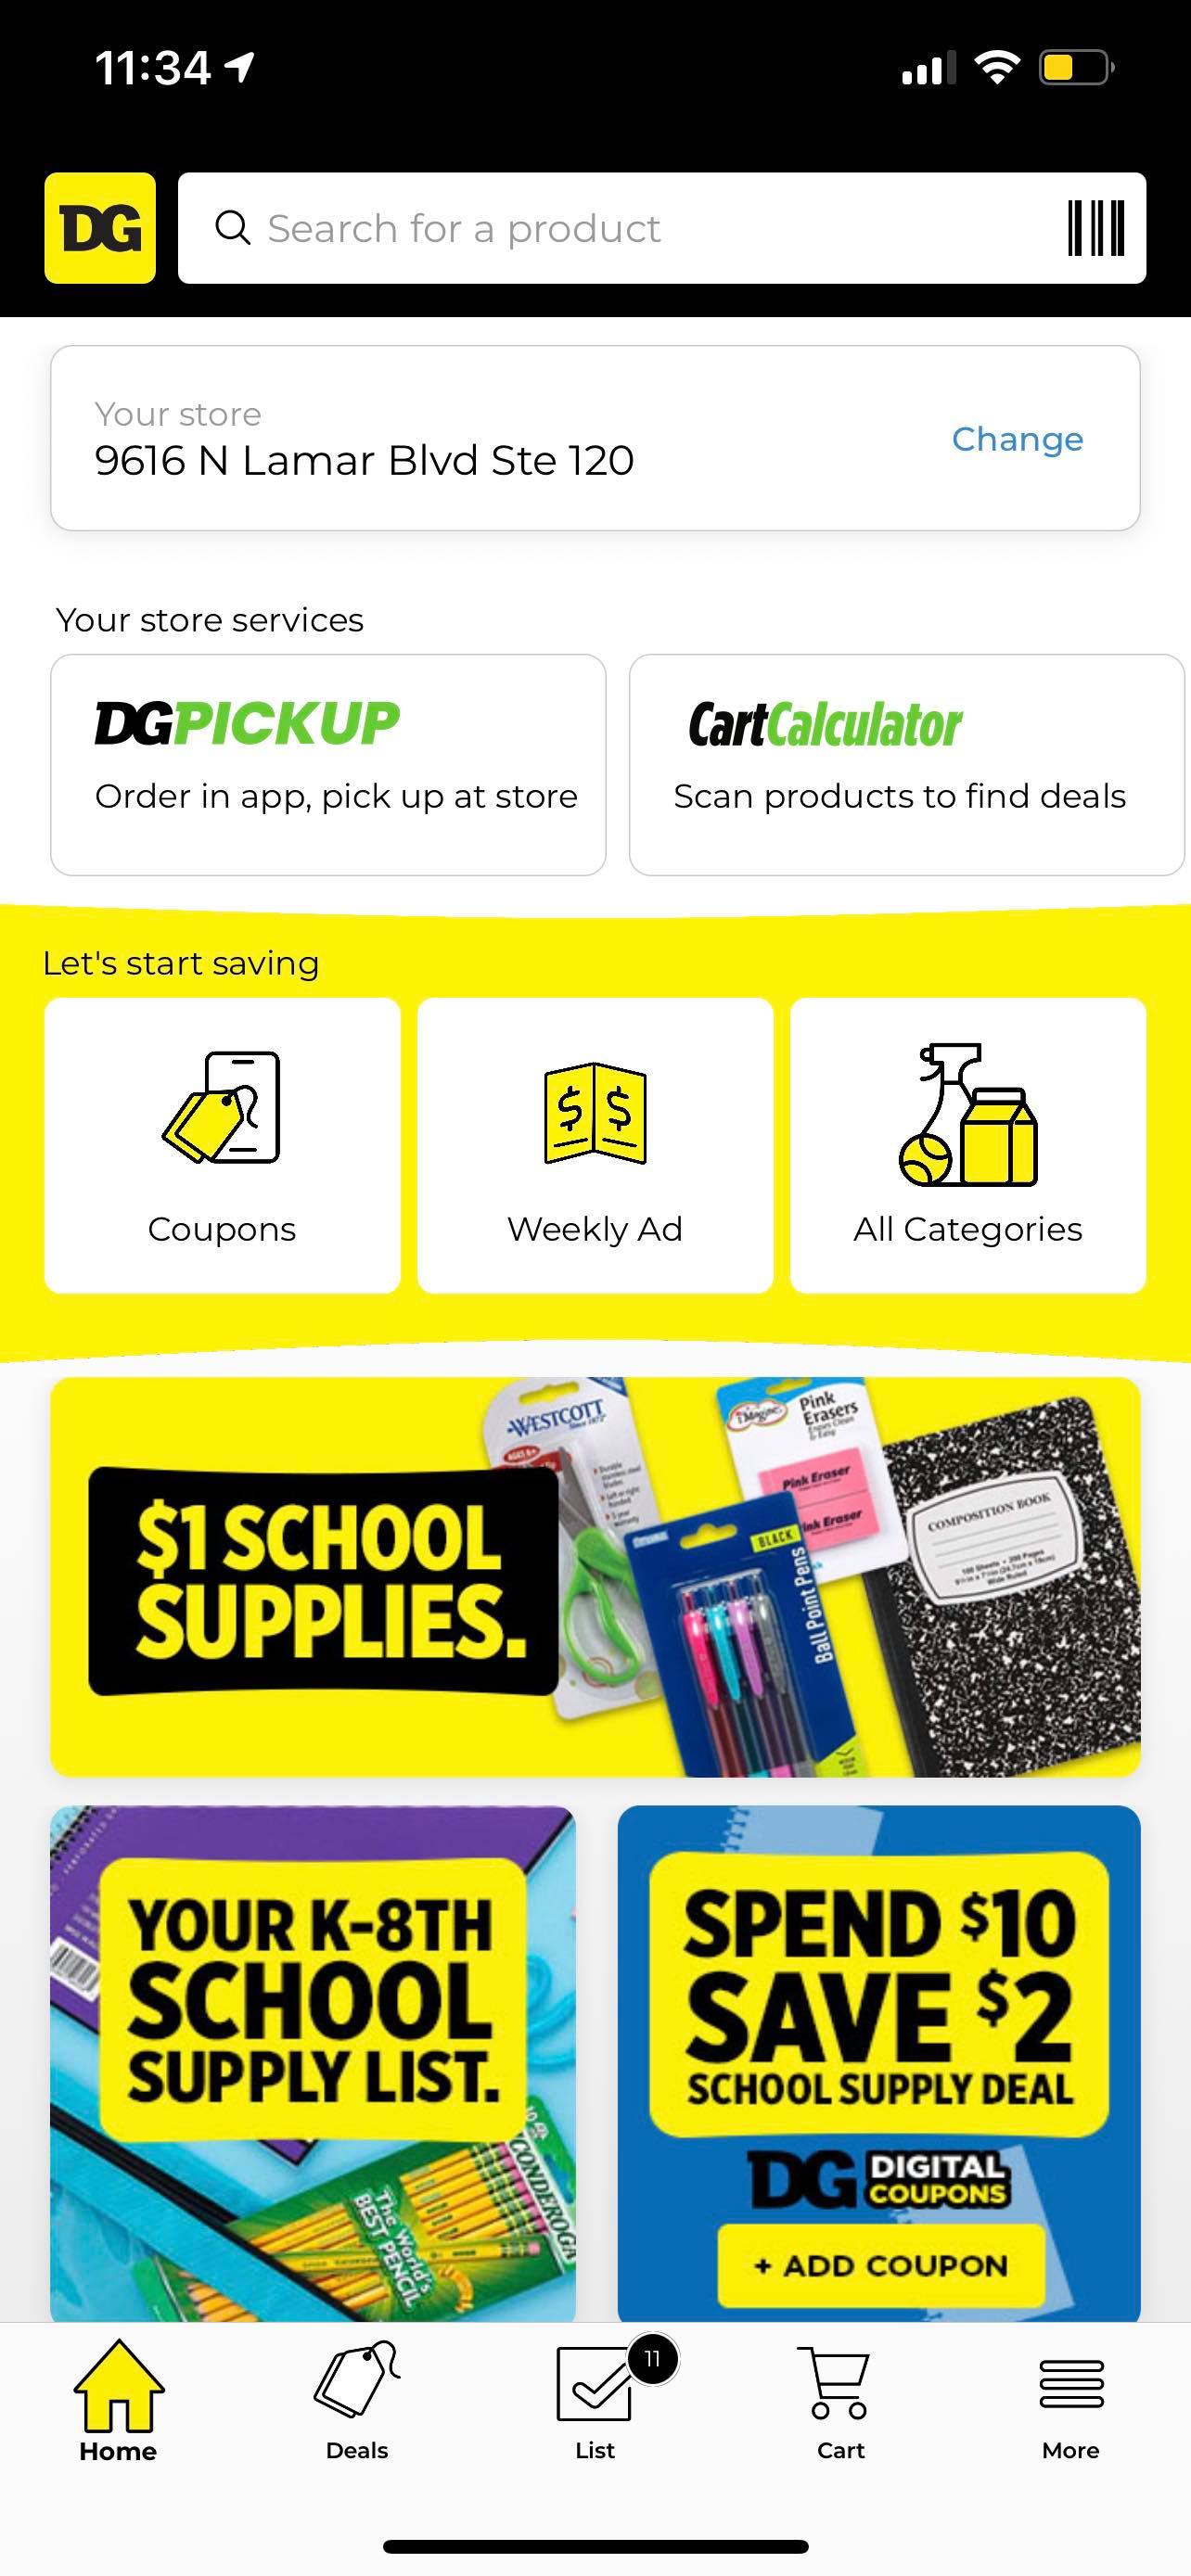 11:34
DG
Search for a product
Your store
9616 N Lamar Blvd Ste 120
Change
Your store services
DGPICKUP
Order in app, pick up at store
CartCalculator
Scan products to find deals
Let's start saving
Coupons
Weekly Ad
All Categories
$1 SCHOOL
SUPPLIES.
WESTCOTT
Pink
Erasers
Pink Eraser
ink Eraser
BLACK
Ball Point Pens
COMPOSITION BOOK
YOUR K-8TH
SCHOOL
SUPPLY LIST.
The World's
BEST PENCIL
CONDEROGA
SPEND $10
SAVE $2
SCHOOL SUPPLY DEAL
DG DIGITAL
COUPONS
+ ADD COUPON
Home
Deals
List
11
Cart
More